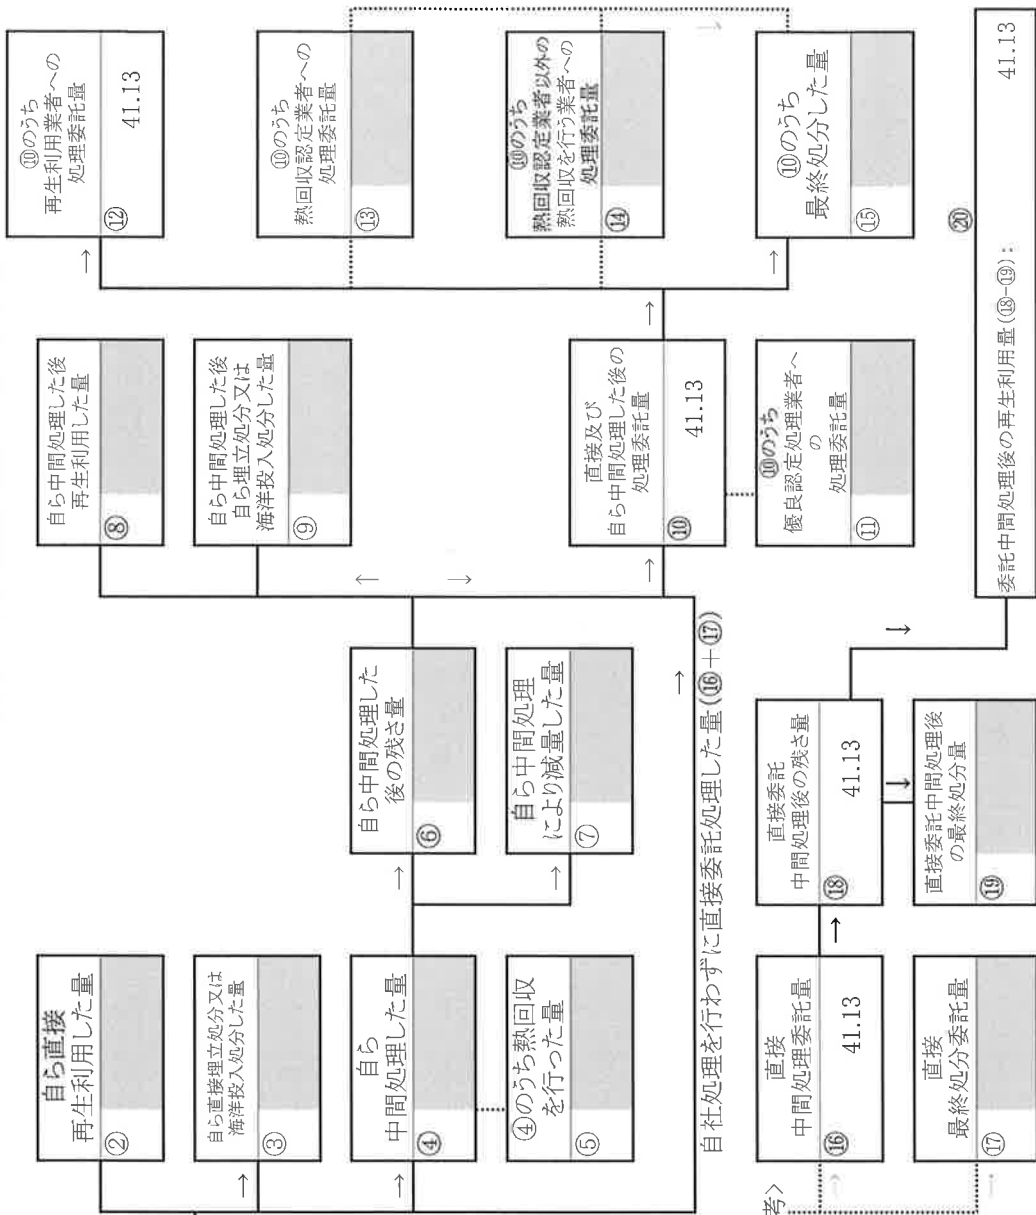 自ら直接
再生利用した量
②
自ら直接埋立処分又は
海洋投入処分した量
③
自ら
中間処理した量
④
④のうち熱回収
を行った量
⑤
自ら中間処理した
後の残さ量
⑥
自ら中間処理
により減量した量
⑦
自ら中間処理した後
再生利用した量
⑧
自ら中間処理した後
自ら埋立処分又は
海洋投入処分した量
⑨
直接及び
自ら中間処理した後の
処理委託量
⑩
41.13
⑩のうち
優良認定処理業者へ
の
処理委託量
⑪
⑩のうち
再生利用業者への
処理委託量
⑫
41.13
⑩のうち
熱回収認定業者への
処理委託量
⑬
⑩のうち
熱回収認定業者以外の
熱回収を行う業者への
処理委託量
⑭
⑩のうち
最終処分した量
⑮
自社処理を行わずに直接委託処理した量(⑯+⑰)
考>
直接
中間処理委託量
⑯
41.13
直接
最終処分委託量
⑰
直接委託
中間処理後の残さ量
⑱
41.13
直接委託中間処理後
の最終処分量
⑲
⑳
委託中間処理後の再生利用量(⑱-⑲):
41.13